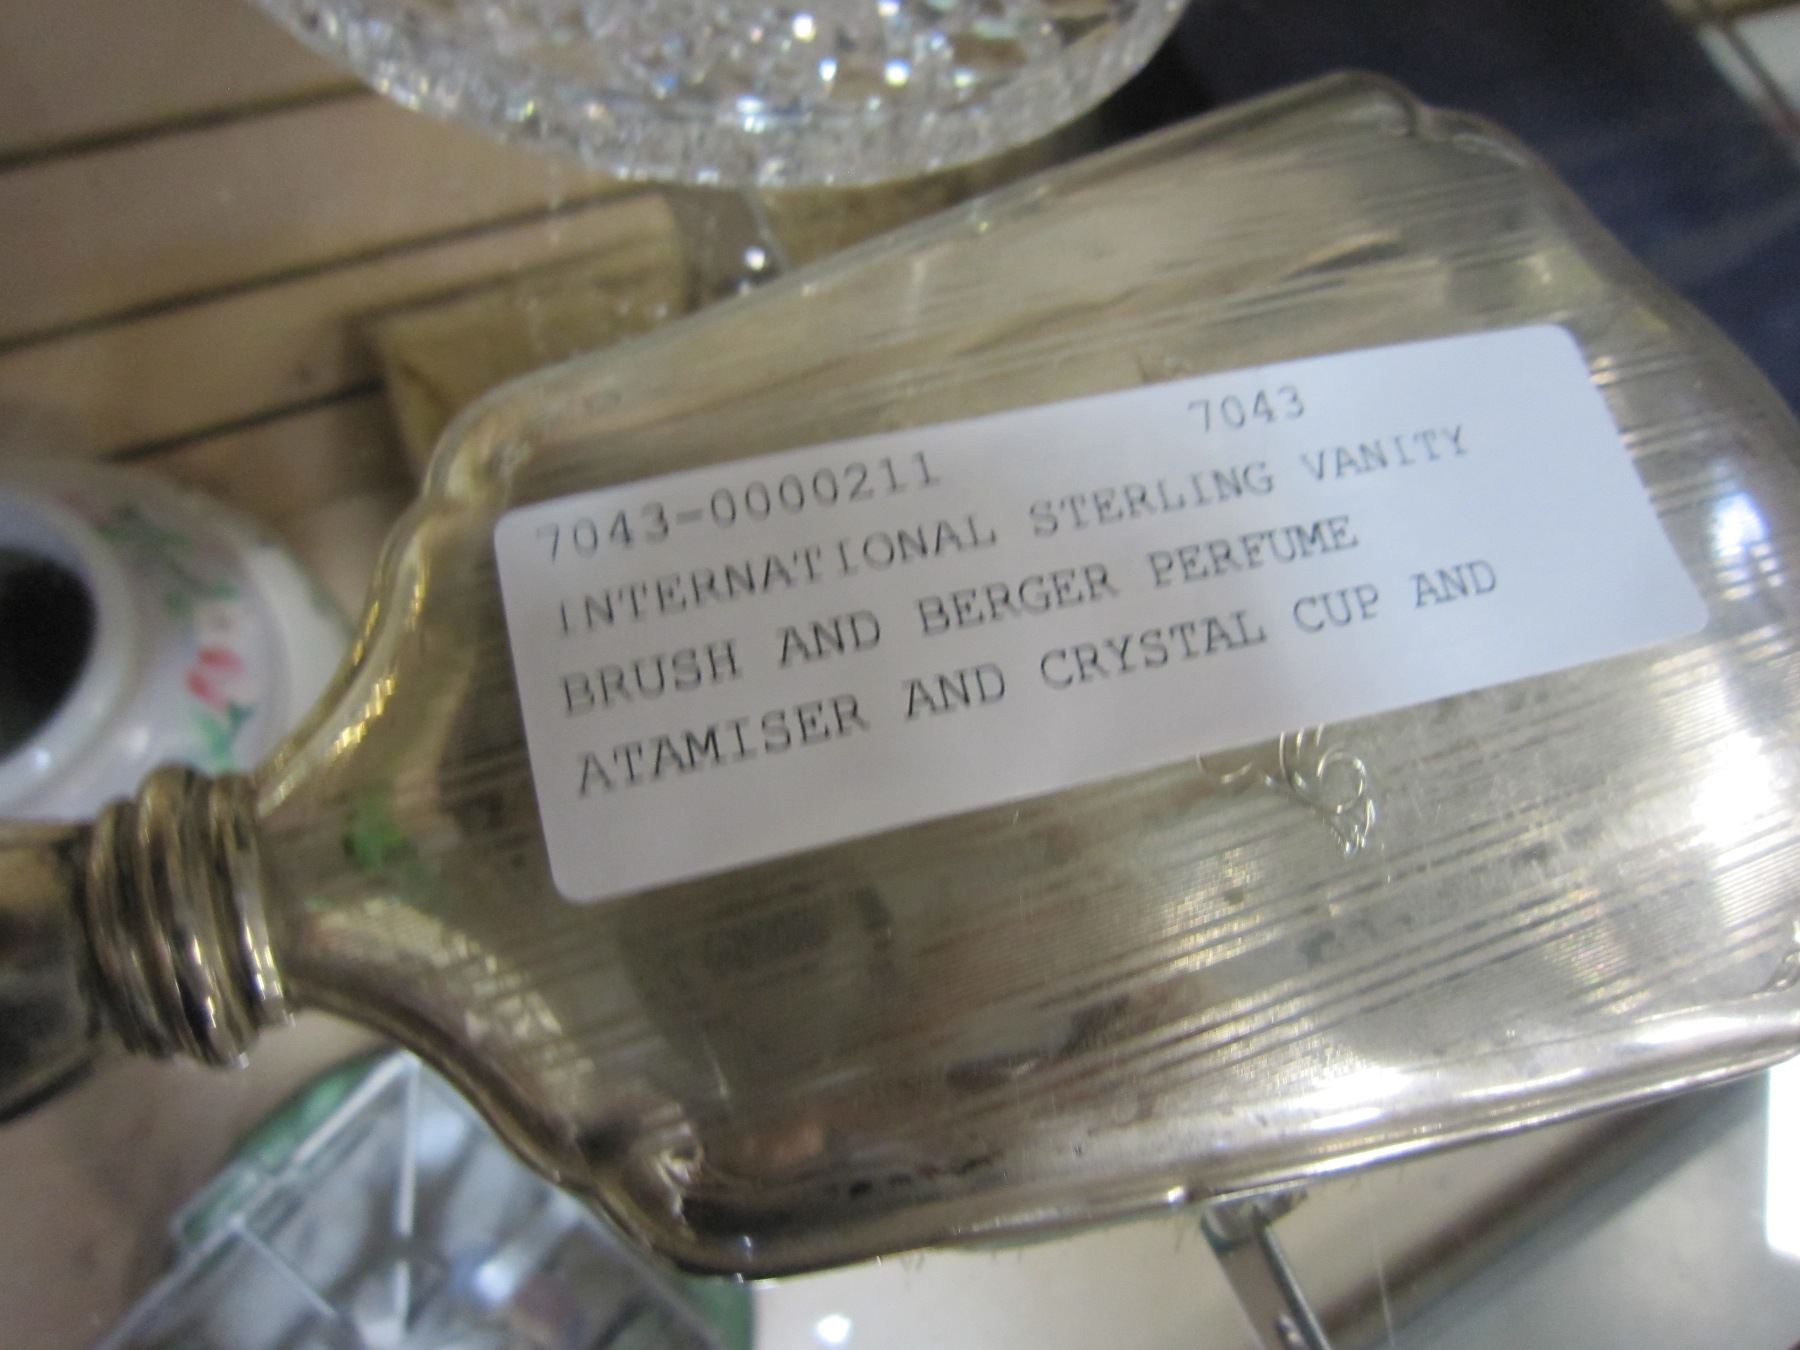 7043
7043-0000211
INTERNATIONAL STERLING VANITY
BRUSH AND BERGER PERFUME
ATAMISER AND CRYSTAL CUP AND